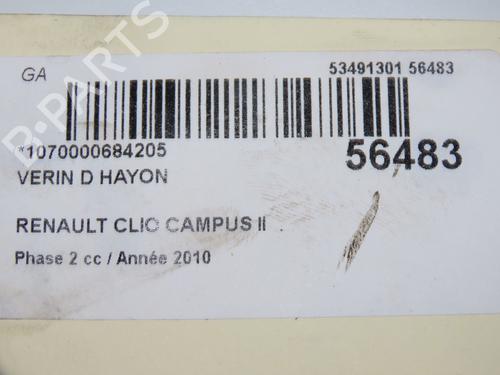 GA 53491301 56483
*1070000684205 56483
VERIN D HAYON
RENAULT CLIO CAMPUS II
Phase 2 cc / Année 2010
B-PARTS